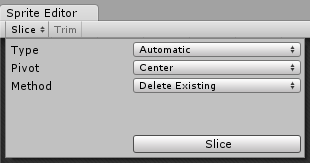 Sprite Editor
Slice Trim
Type Automatic
Pivot Center
Method Delete Existing
Slice